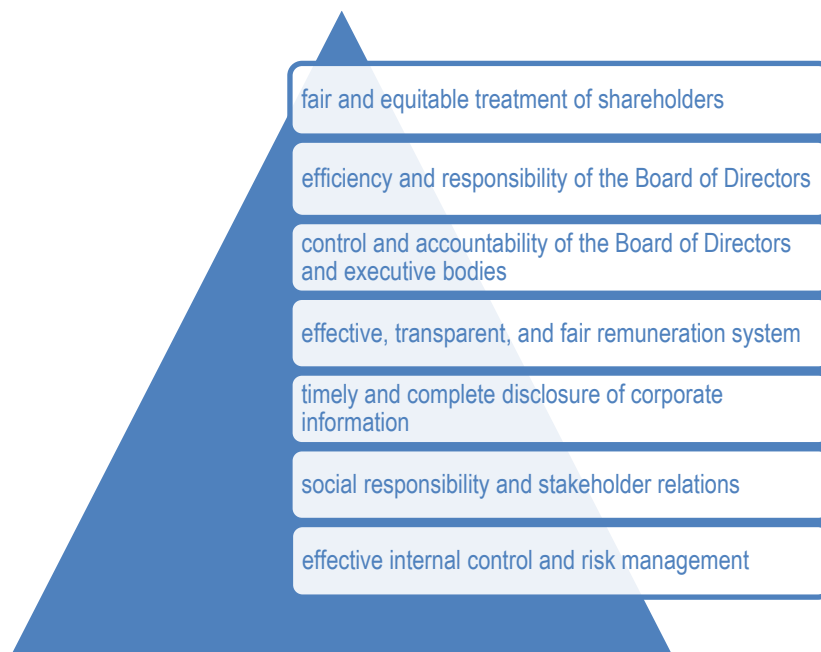 fair and equitable treatment of shareholders
efficiency and responsibility of the Board of Directors
control and accountability of the Board of Directors
and executive bodies
effective, transparent, and fair remuneration system
timely and complete disclosure of corporate
information
social responsibility and stakeholder relations
effective internal control and risk management